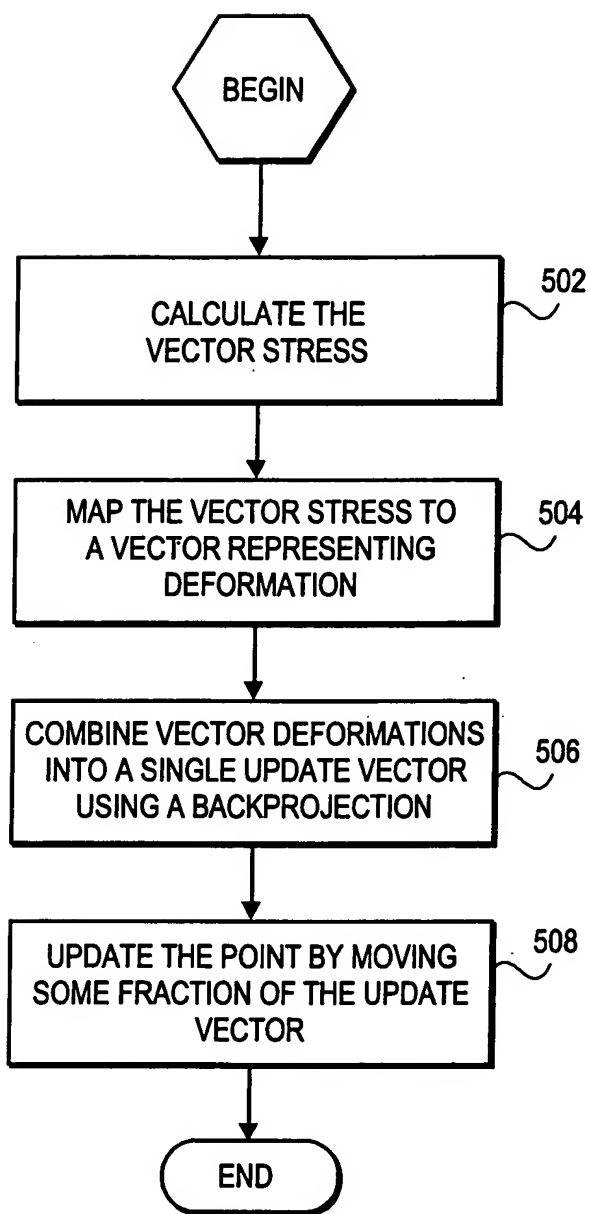 BEGIN
502
CALCULATE THE
VECTOR STRESS.
504
MAP THE VECTOR STRESS TO
A VECTOR REPRESENTING
DEFORMATION
506
COMBINE VECTOR DEFORMATIONS
INTO A SINGLE UPDATE VECTOR
USING A BACKPROJECTION
508
UPDATE THE POINT BY MOVING
SOME FRACTION OF THE UPDATE
VECTOR
END